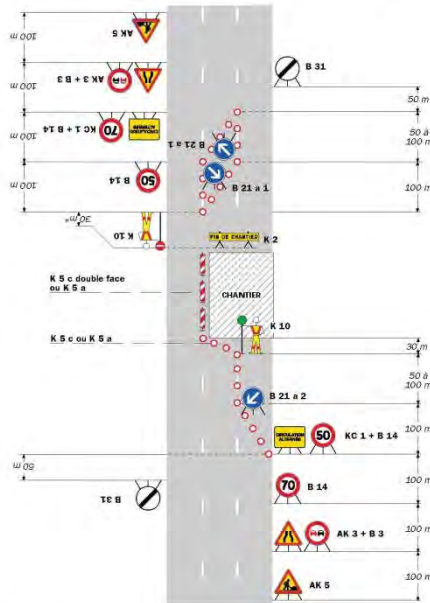 100 m
AK 5
B 31
100 m
AK 3 + B 3
50 m
100 m
KC 1 + B 14
70
CIRCULATION
ALTERNÉE
B 21 a 1
50 à
100 m
100 m
B 14
50
B 21 a 1
100 m
30 m*
K 10
K 2
FIN DE CHANTIER
K 5 c double face
ou K 5 a
CHANTIER
K 10
K 5 c ou K 5 a
30 m
50 à
100 m
B 21 a 2
100 m
CIRCULATION
ALTERNÉE
50
KC 1 + B 14
50 m
B 31
70
B 14
100 m
AK 3 + B 3
100 m
AK 5
100 m